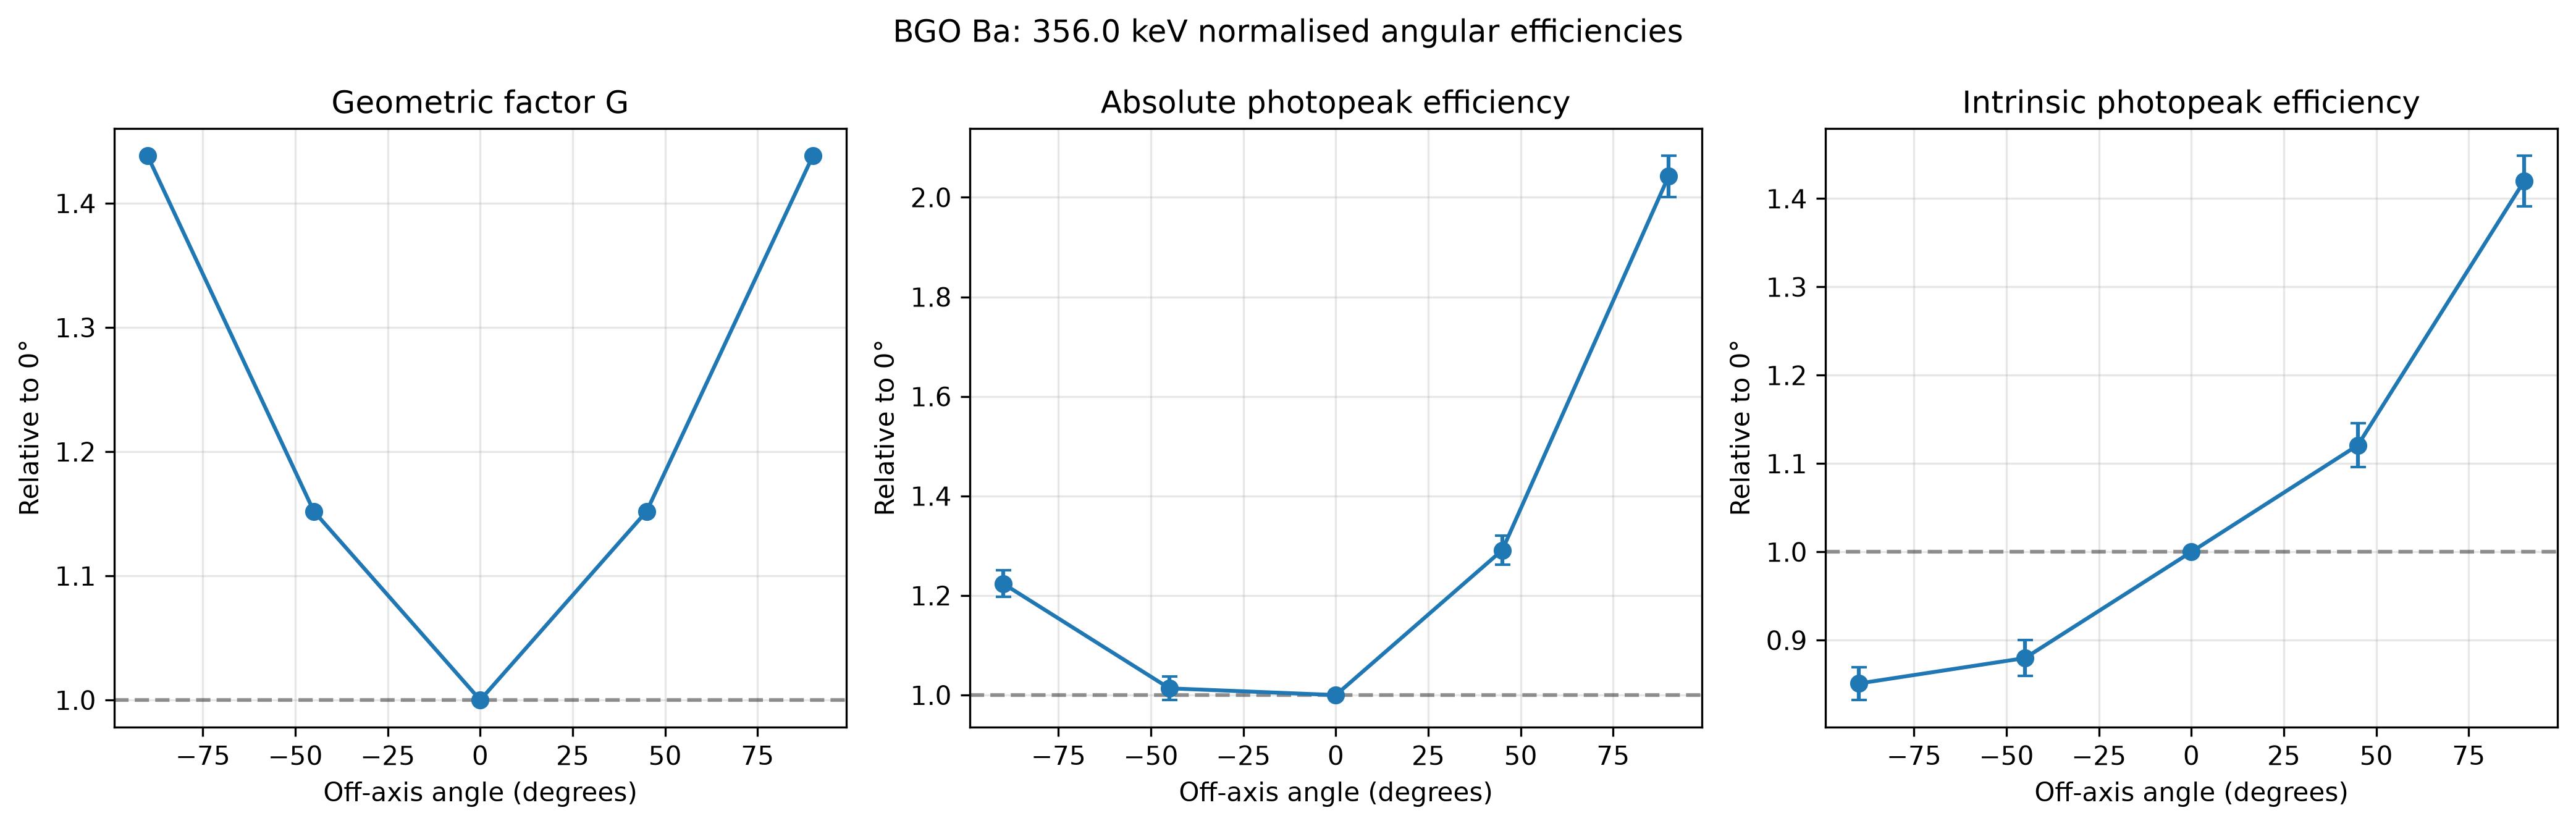 BGO Ba: 356.0 keV normalised angular efficiencies
Geometric factor G
Relative to 0°
1.4
1.3
1.2
1.1
1.0
−75 −50 −25 0 25 50 75
Off-axis angle (degrees)
Absolute photopeak efficiency
Relative to 0°
2.0
1.8
1.6
1.4
1.2
1.0
−75 −50 −25 0 25 50 75
Off-axis angle (degrees)
Intrinsic photopeak efficiency
Relative to 0°
1.4
1.3
1.2
1.1
1.0
0.9
−75 −50 −25 0 25 50 75
Off-axis angle (degrees)